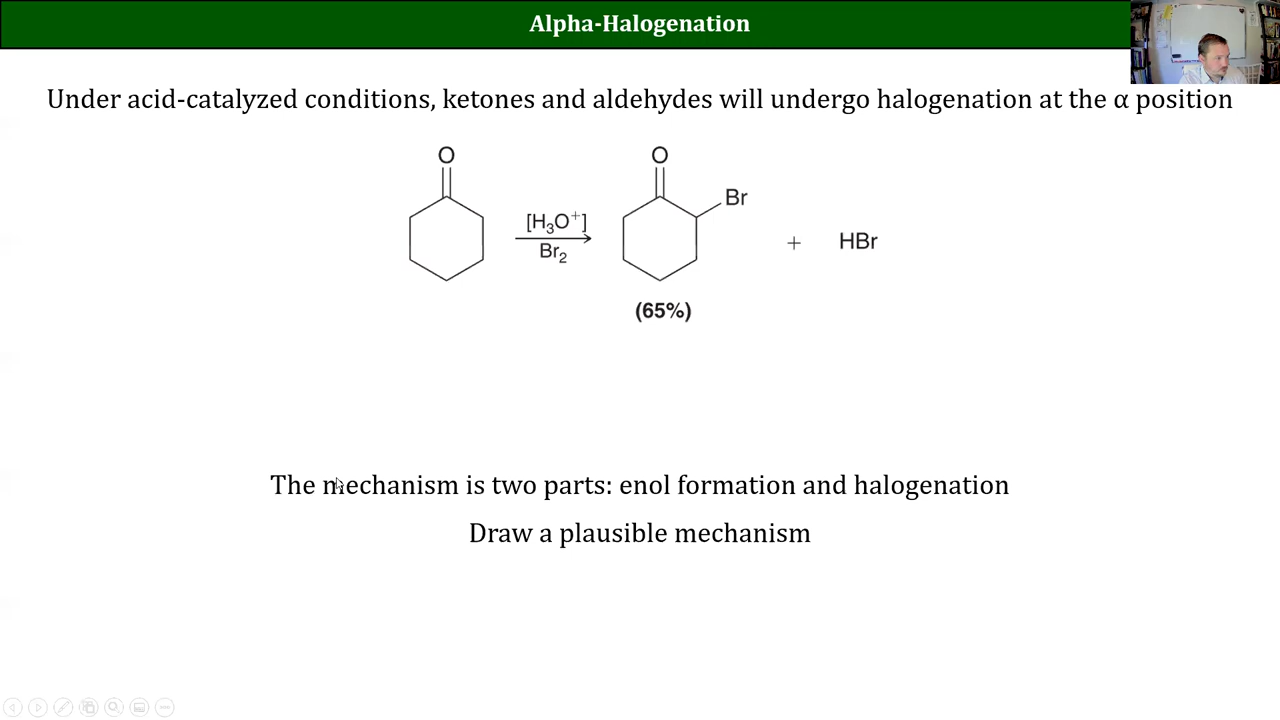 Alpha-Halogenation
Under acid-catalyzed conditions, ketones and aldehydes will undergo halogenation at the α position
O
O
Br
[H₃O⁺]
Br₂
+ HBr
(65%)
The mechanism is two parts: enol formation and halogenation
Draw a plausible mechanism